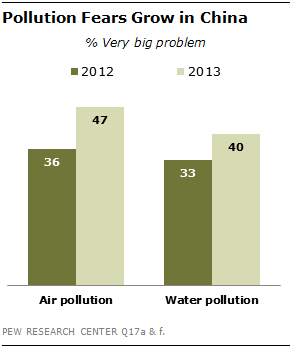 Pollution Fears Grow in China
% Very big problem
2012 2013
36 47 33 40
Air pollution Water pollution
PEW RESEARCH CENTER Q17a & f.